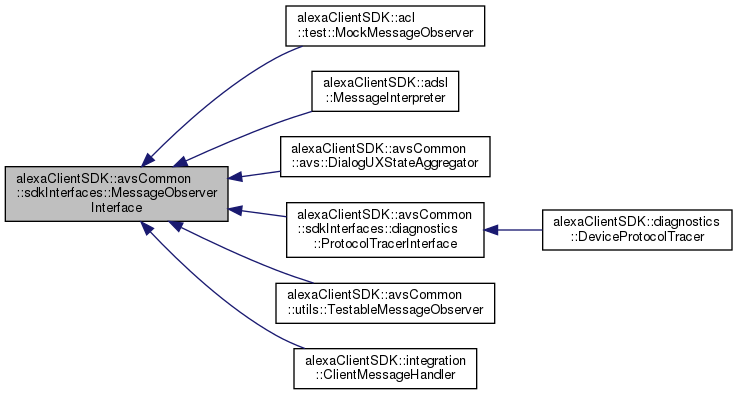 alexaClientSDK::acl
::test::MockMessageObserver
alexaClientSDK::adsl
::MessageInterpreter
alexaClientSDK::avsCommon
::avs::DialogUXStateAggregator
alexaClientSDK::avsCommon
::sdkInterfaces::MessageObserver
Interface
alexaClientSDK::avsCommon
::sdkInterfaces::diagnostics
::ProtocolTracerInterface
alexaClientSDK::diagnostics
::DeviceProtocolTracer
alexaClientSDK::avsCommon
::utils::TestableMessageObserver
alexaClientSDK::integration
::ClientMessageHandler